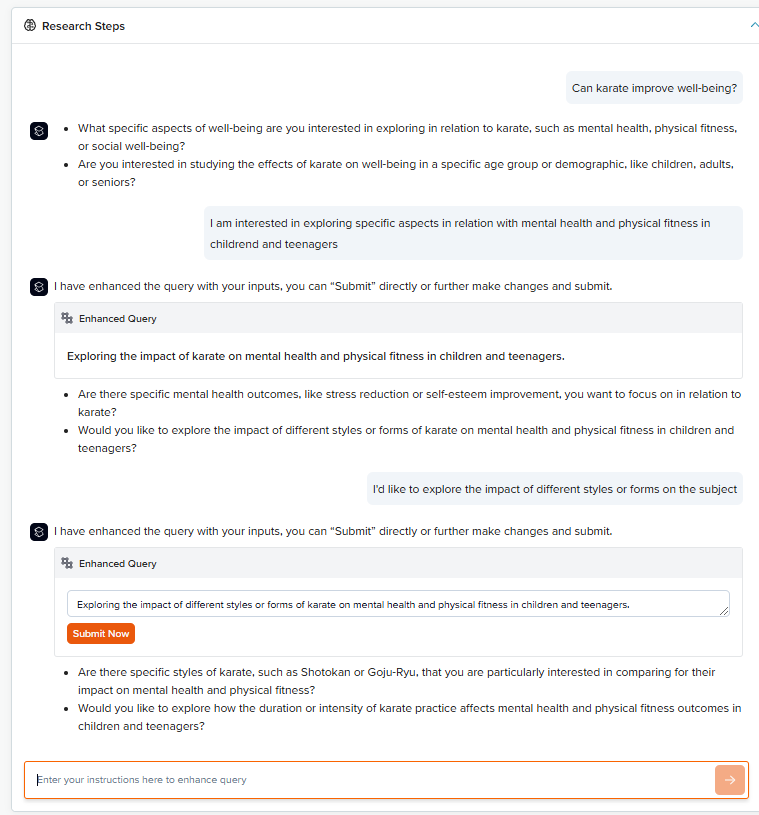 Research Steps
Can karate improve well-being?
What specific aspects of well-being are you interested in exploring in relation to karate, such as mental health, physical fitness,
or social well-being?
Are you interested in studying the effects of karate on well-being in a specific age group or demographic, like children, adults,
or seniors?
I am interested in exploring specific aspects in relation with mental health and physical fitness in
childrend and teenagers
I have enhanced the query with your inputs, you can “Submit” directly or further make changes and submit.
Enhanced Query
Exploring the impact of karate on mental health and physical fitness in children and teenagers.
Are there specific mental health outcomes, like stress reduction or self-esteem improvement, you want to focus on in relation to
karate?
Would you like to explore the impact of different styles or forms of karate on mental health and physical fitness in children and
teenagers?
I'd like to explore the impact of different styles or forms on the subject
I have enhanced the query with your inputs, you can “Submit” directly or further make changes and submit.
Enhanced Query
Exploring the impact of different styles or forms of karate on mental health and physical fitness in children and teenagers.
Submit Now
Are there specific styles of karate, such as Shotokan or Goju-Ryu, that you are particularly interested in comparing for their
impact on mental health and physical fitness?
Would you like to explore how the duration or intensity of karate practice affects mental health and physical fitness outcomes in
children and teenagers?
Enter your instructions here to enhance query